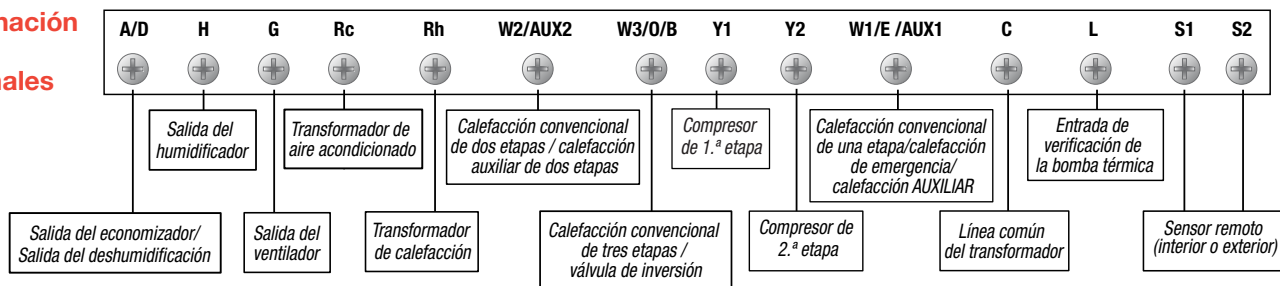 mación
nales
A/D H G Rc Rh W2/AUX2 W3/O/B Y1 Y2 W1/E /AUX1 C L S1 S2
Salida del
humidificador
Transformador de
aire acondicionado
Calefacción convencional
de dos etapas / calefacción
auxiliar de dos etapas
Compresor
de 1.ª etapa
Calefacción convencional
de una etapa/calefacción
de emergencia/
calefacción AUXILIAR
Entrada de
verificación de
la bomba térmica
Salida del economizador/
Salida del deshumidificación
Salida del
ventilador
Transformador
de calefacción
Calefacción convencional
de tres etapas /
válvula de inversión
Compresor de
2.ª etapa
Línea común
del transformador
Sensor remoto
(interior o exterior)